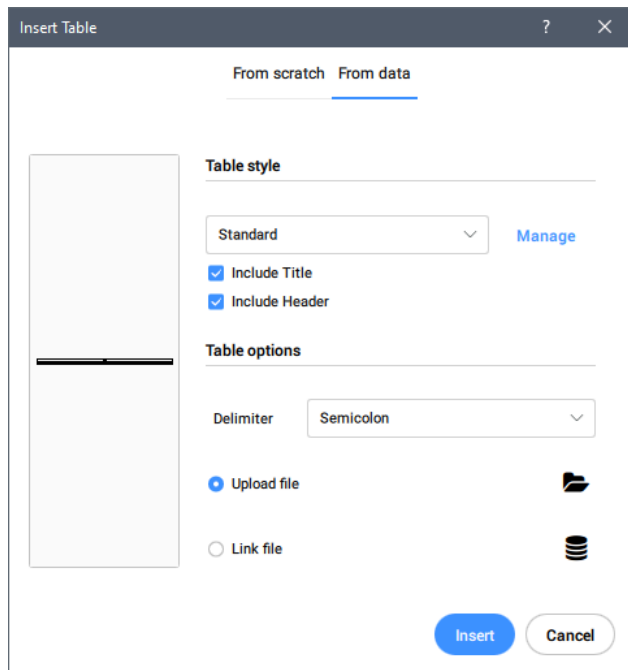 Insert Table ?
From scratch From data
Table style
Standard Manage
Include Title
Include Header
Table options
Delimiter Semicolon
Upload file
Link file
Insert Cancel